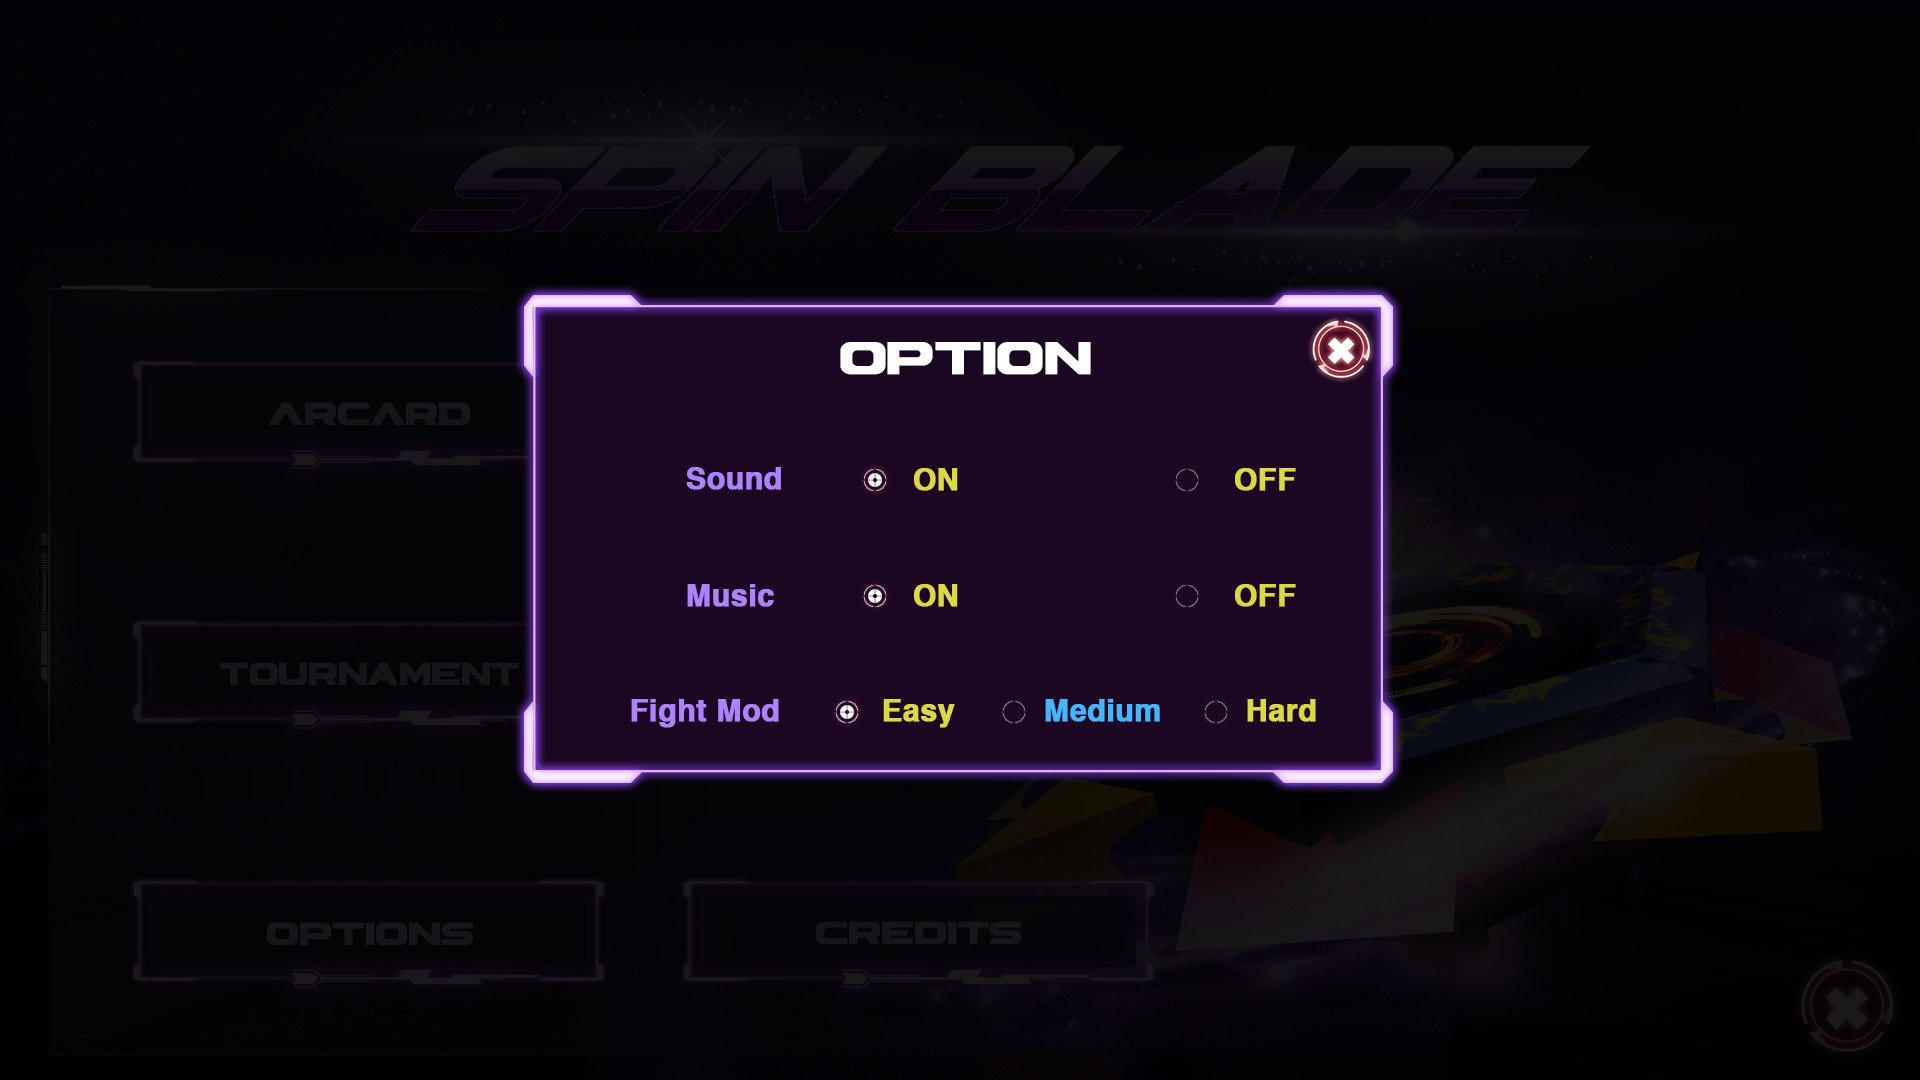 SPIN BLADE
OPTION
ARCARD
Sound ON OFF
Music ON OFF
TOURNAMENT
Fight Mod Easy Medium Hard
OPTIONS
CREDITS